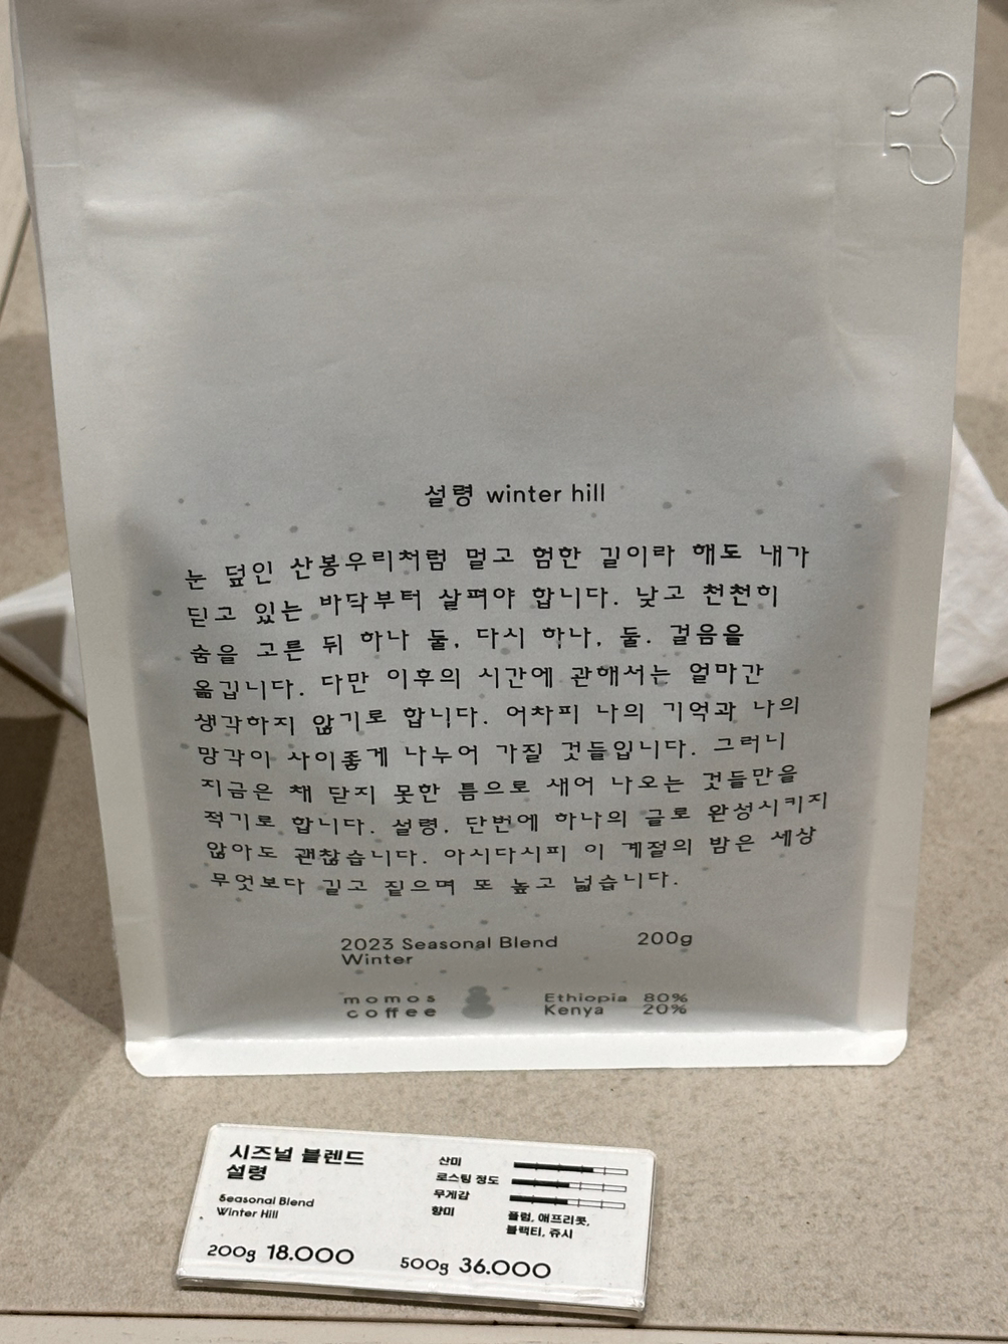 설령 winter hill
눈 덮인 산봉우리처럼 멀고 험한 길이라 해도 내가
딛고 있는 바닥부터 살펴야 합니다. 낮고 천천히
숨을 고른 뒤 하나 둘, 다시 하나, 둘. 걸음을
옮깁니다. 다만 이후의 시간에 관해서는 얼마간
생각하지 않기로 합니다. 어차피 나의 기억과 나의
망각이 사이좋게 나누어 가질 것들입니다. 그러니
지금은 채 닫지 못한 틈으로 새어 나오는 것들만을
적기로 합니다. 설령, 단번에 하나의 글로 완성시키지
않아도 괜찮습니다. 아시다시피 이 계절의 밤은 세상
무엇보다 길고 짙으며 또 높고 넓습니다.
2023 Seasonal Blend 200g
Winter
momos Ethiopia 80%
coffee Kenya 20%
시즈널 블렌드
설령
Seasonal Blend
Winter Hill
200g 18.000 500g 36.000
산미
로스팅 정도
무게감
향미 플럼, 애프리콧,
블랙티, 쥬시